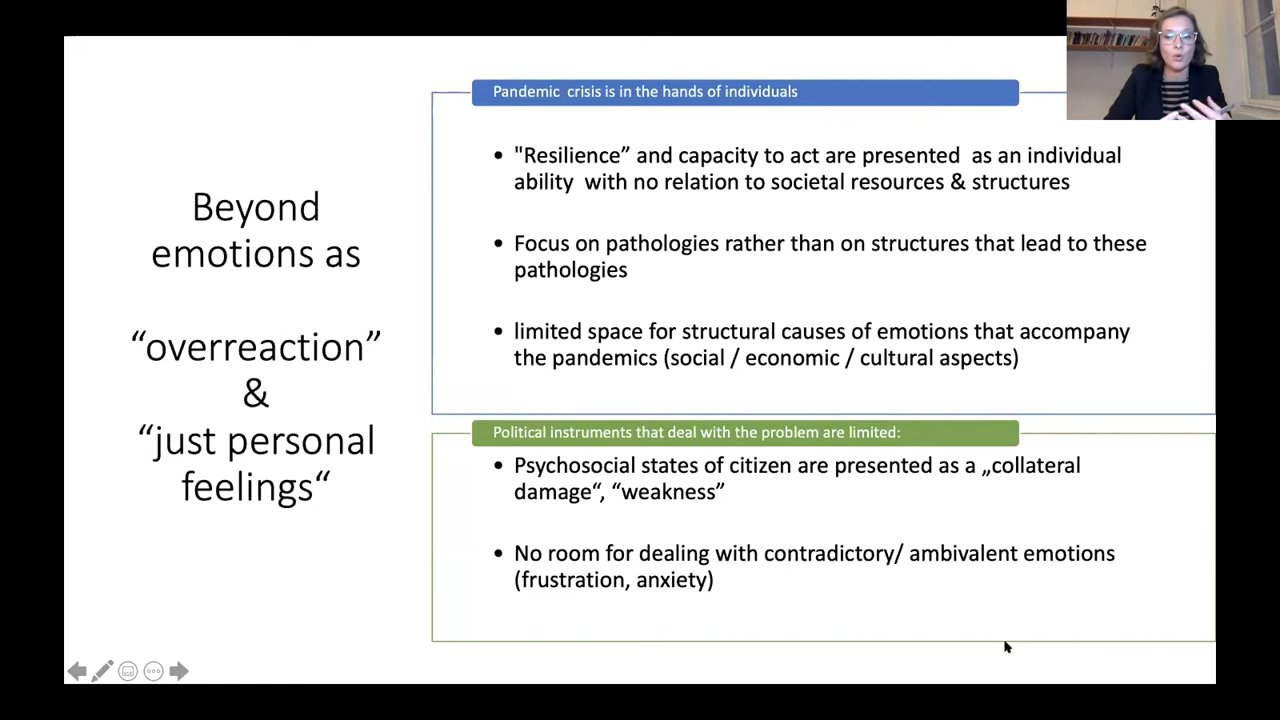 Beyond
emotions as
“overreaction”
&
“just personal
feelings“
Pandemic  crisis is in the hands of individuals
• "Resilience” and capacity to act are presented  as an individual
ability  with no relation to societal resources & structures
• Focus on pathologies rather than on structures that lead to these
pathologies
• limited space for structural causes of emotions that accompany
the pandemics (social / economic / cultural aspects)
Political instruments that deal with the problem are limited:
• Psychosocial states of citizen are presented as a „collateral
damage“, “weakness”
• No room for dealing with contradictory/ ambivalent emotions
(frustration, anxiety)